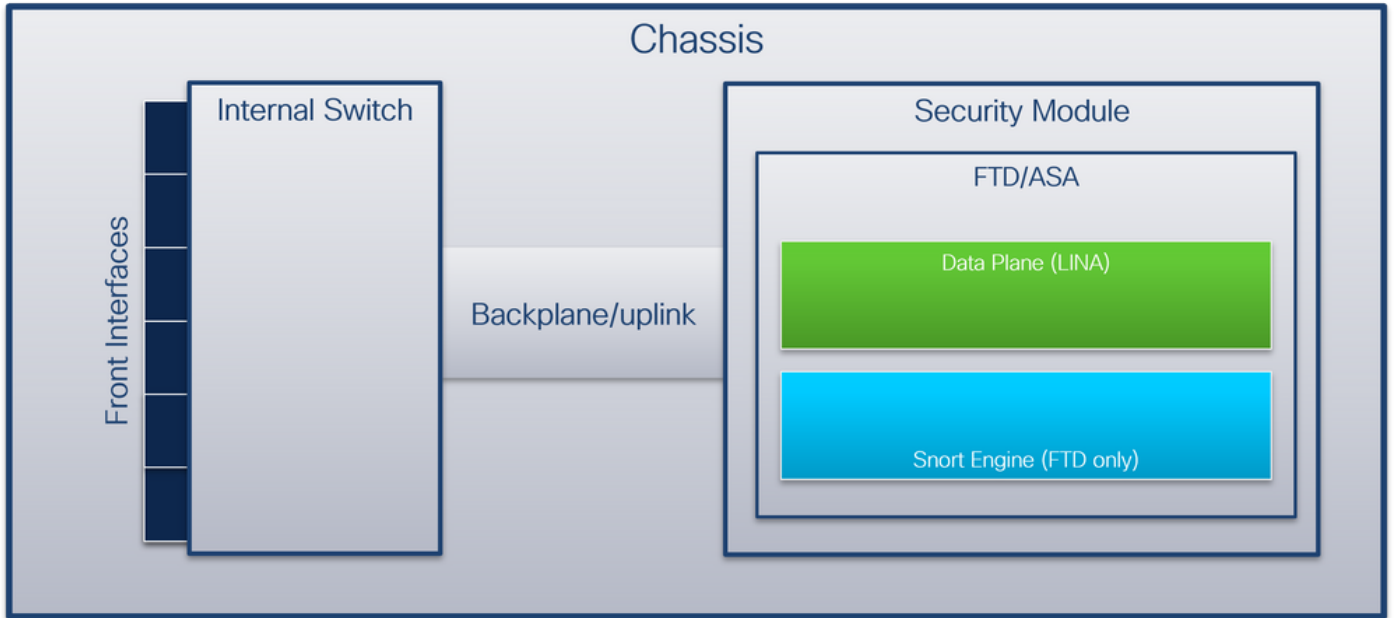 Chassis
Internal Switch
Front Interfaces
Backplane/uplink
Security Module
FTD/ASA
Data Plane (LINA)
Snort Engine (FTD only)